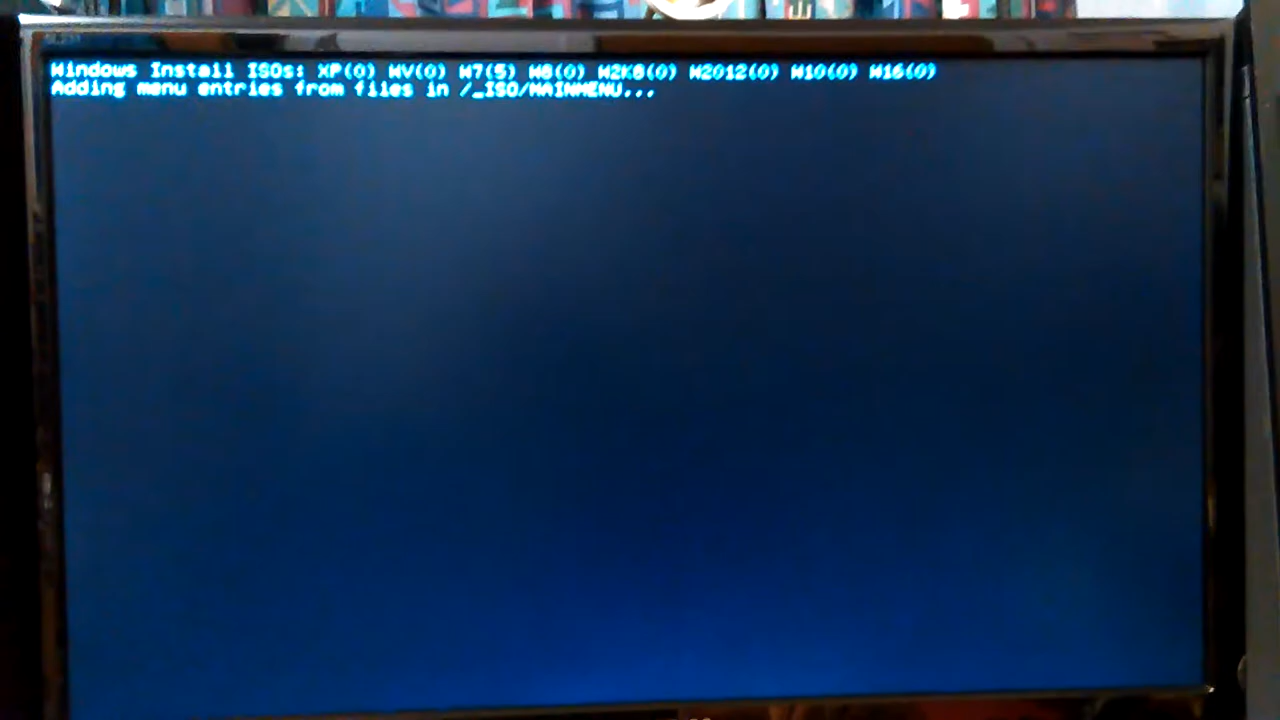 Windows Install ISOs: XP(0) WV(0) W7(5) W8(0) W2K8(0) W2012(0) W10(0) W16(0)
Adding menu entries from files in /_ISO/MAINMENU...